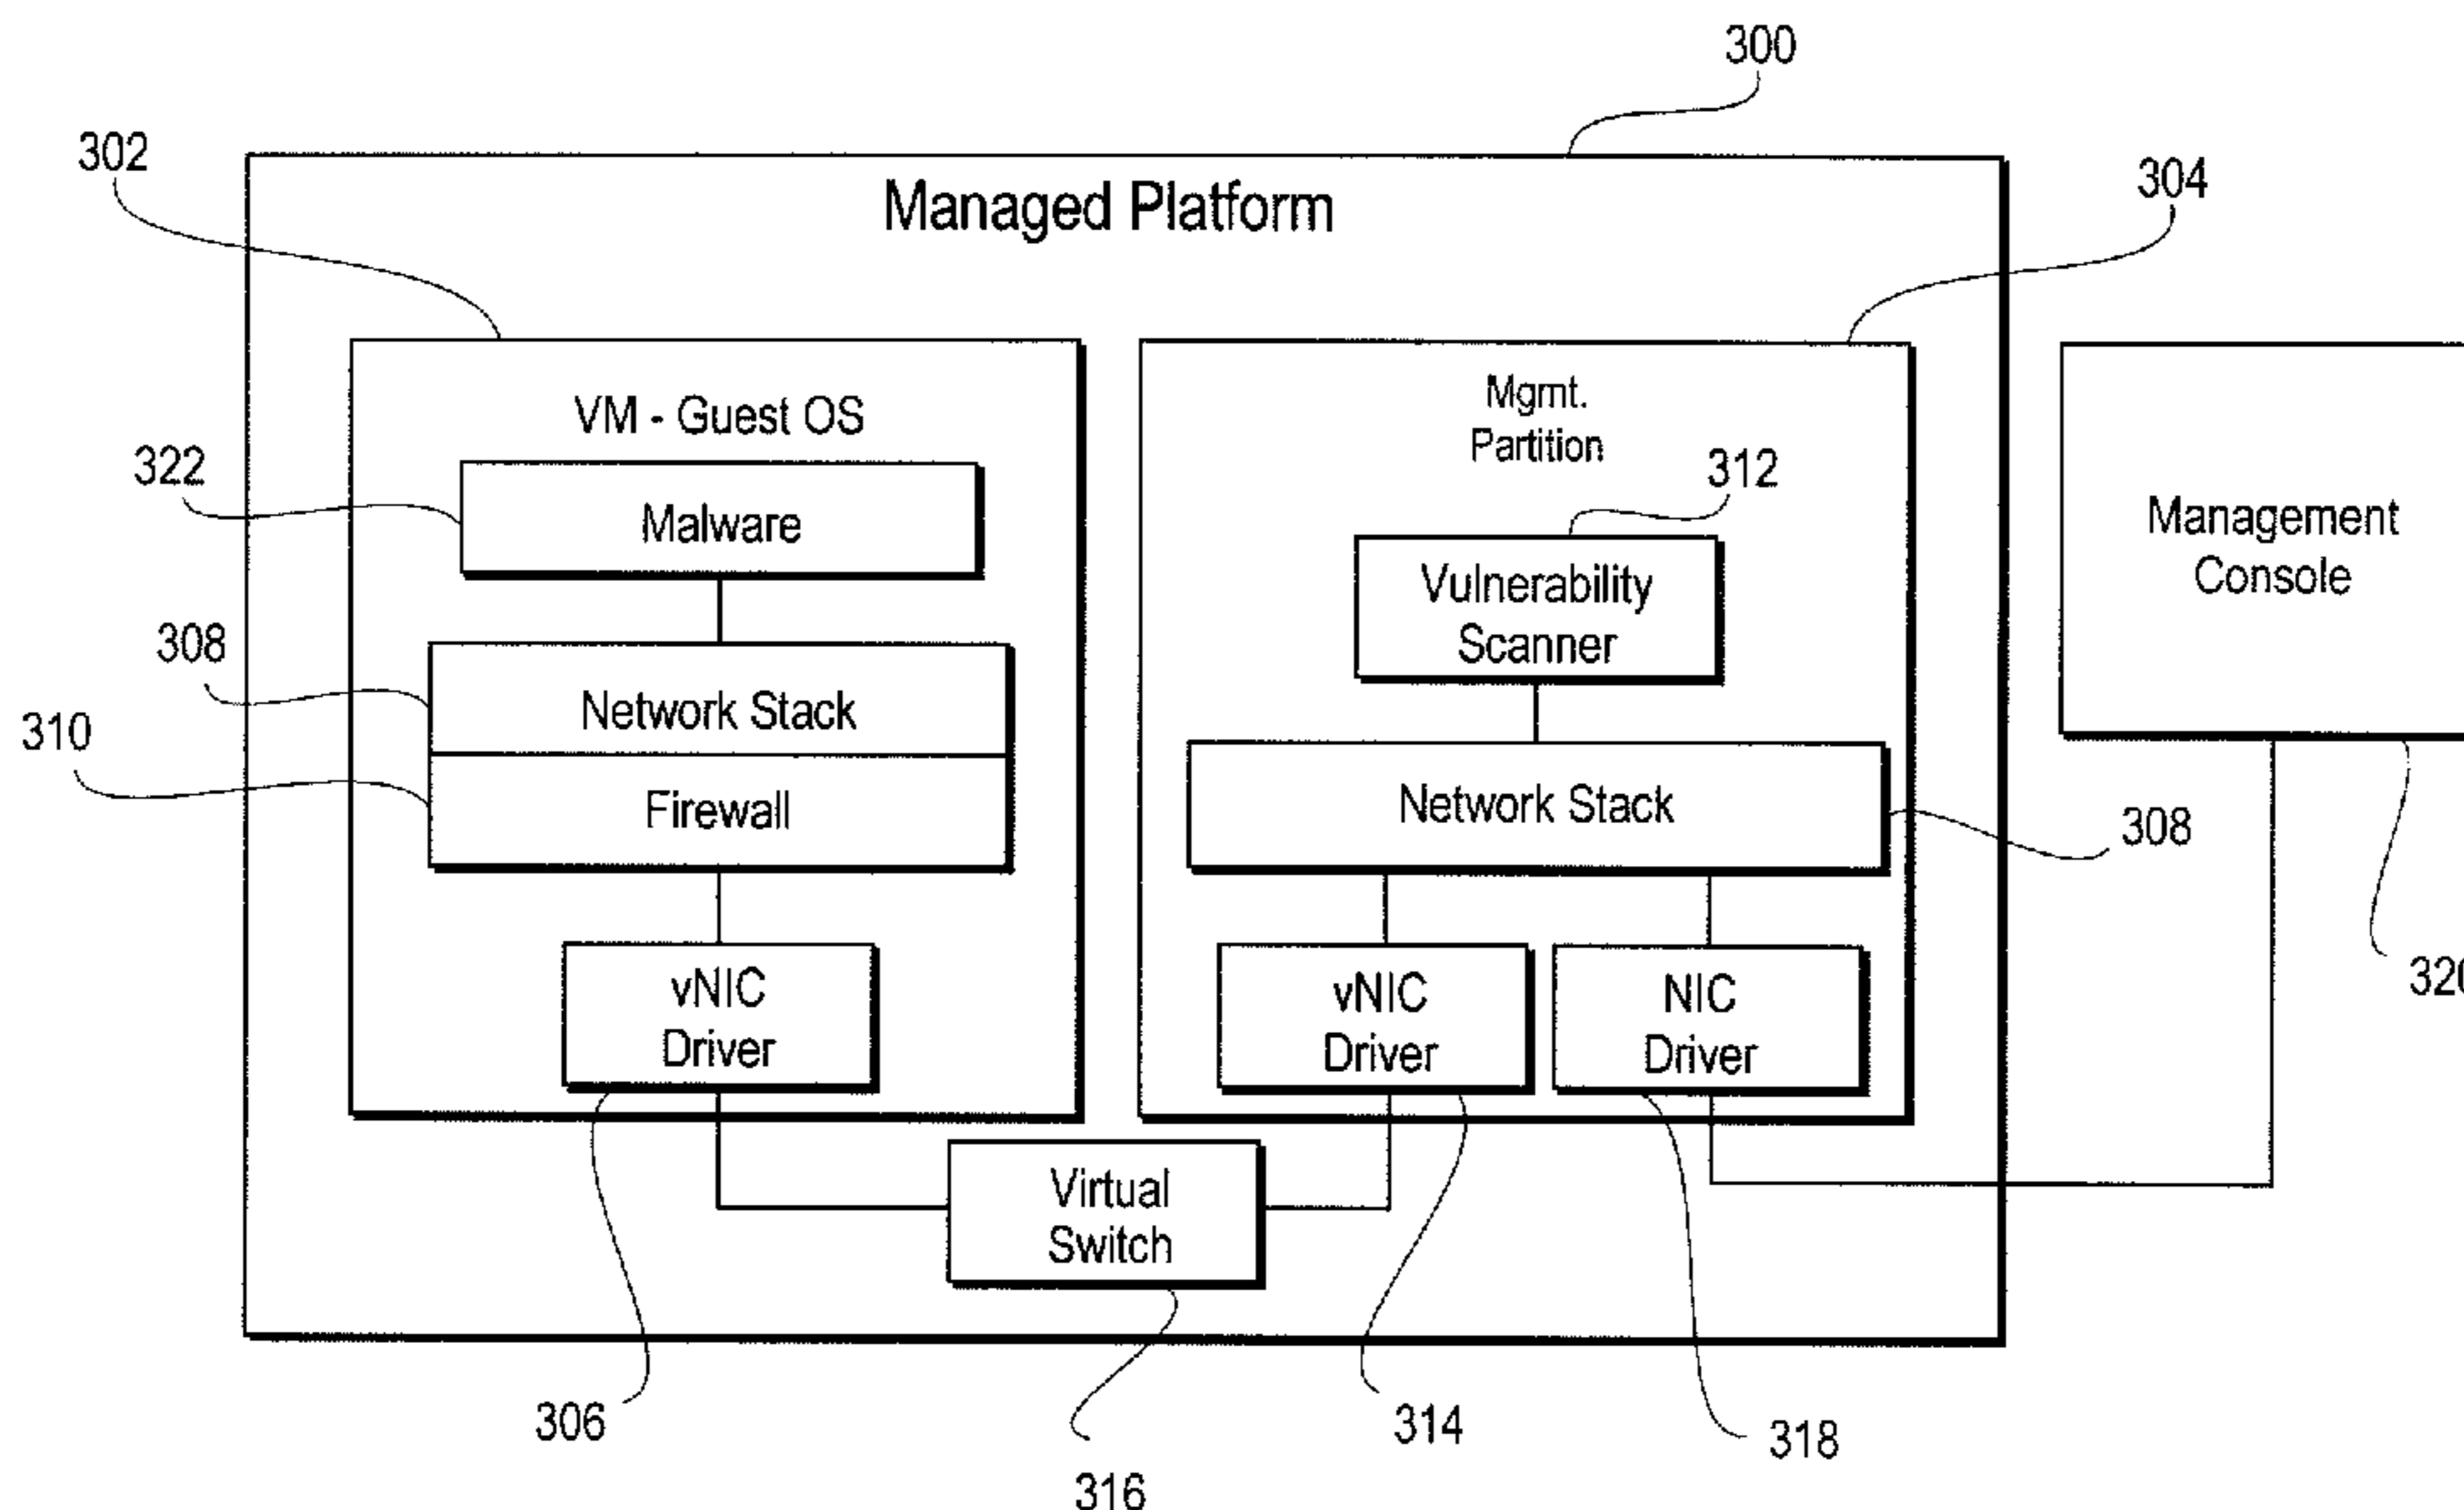 300
302
Managed Platform
304
VM - Guest OS
Mgmt.
Partition
322
Malware
312
Vulnerability
Scanner
Management
Console
308
Network Stack
310
Firewall
Network Stack
308
vNIC
Driver
vNIC
Driver
NIC
Driver
Virtual
Switch
306
314
318
316